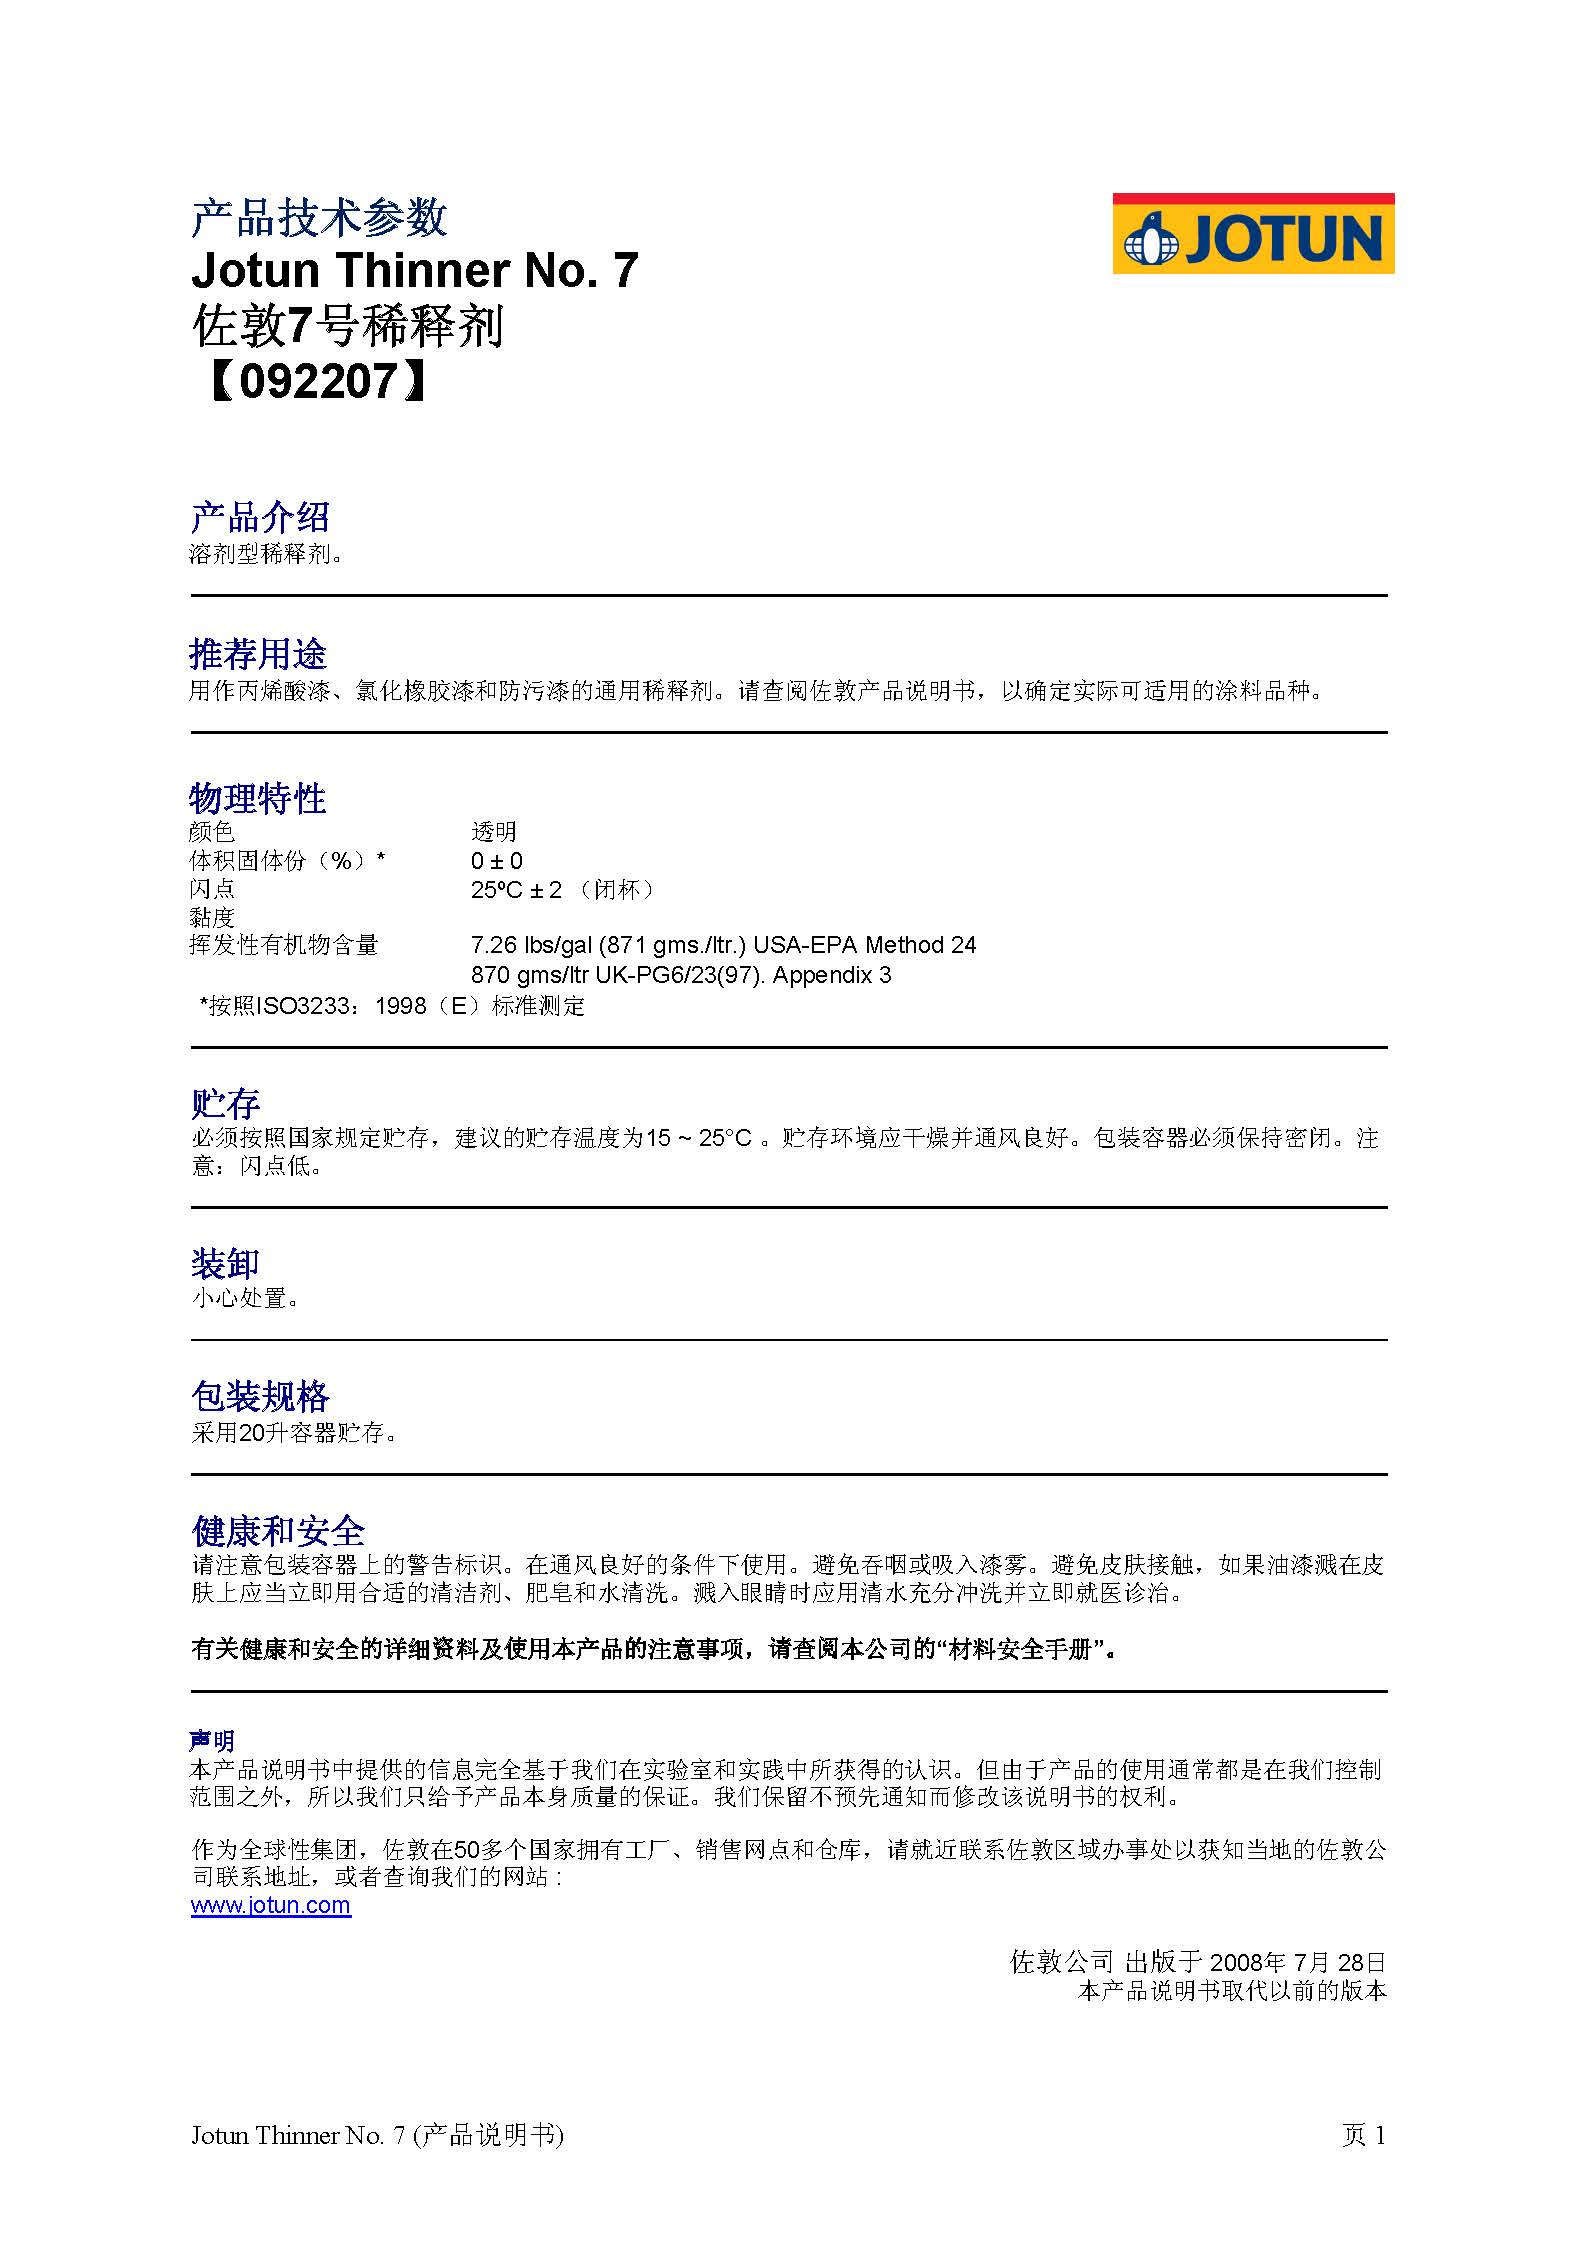 产品技术参数
JOTUN
Jotun Thinner No. 7
佐敦7号稀释剂
【092207】
产品介绍
溶剂型稀释剂。
推荐用途
用作丙烯酸漆、氯化橡胶漆和防污漆的通用稀释剂。请查阅佐敦产品说明书，以确定实际可适用的涂料品种。
物理特性
颜色 透明
体积固体份（%）* 0 ± 0
闪点 25ºC ± 2 （闭杯）
黏度
挥发性有机物含量 7.26 lbs/gal (871 gms./ltr.) USA-EPA Method 24
870 gms/ltr UK-PG6/23(97). Appendix 3
*按照ISO3233：1998（E）标准测定
贮存
必须按照国家规定贮存，建议的贮存温度为15 ~ 25°C 。贮存环境应干燥并通风良好。包装容器必须保持密闭。注
意：闪点低。
装卸
小心处置。
包装规格
采用20升容器贮存。
健康和安全
请注意包装容器上的警告标识。在通风良好的条件下使用。避免吞咽或吸入漆雾。避免皮肤接触，如果油漆溅在皮
肤上应当立即用合适的清洁剂、肥皂和水清洗。溅入眼睛时应用清水充分冲洗并立即就医诊治。
有关健康和安全的详细资料及使用本产品的注意事项，请查阅本公司的“材料安全手册”。
声明
本产品说明书中提供的信息完全基于我们在实验室和实践中所获得的认识。但由于产品的使用通常都是在我们控制
范围之外，所以我们只给予产品本身质量的保证。我们保留不预先通知而修改该说明书的权利。
作为全球性集团，佐敦在50多个国家拥有工厂、销售网点和仓库，请就近联系佐敦区域办事处以获知当地的佐敦公
司联系地址，或者查询我们的网站 :
www.jotun.com
佐敦公司 出版于 2008年 7月 28日
本产品说明书取代以前的版本
Jotun Thinner No. 7 (产品说明书) 页 1